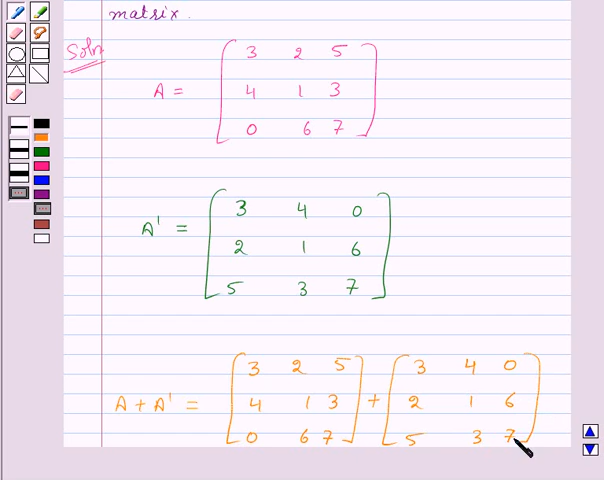 matrix.
Soln
3 2 5
A = 4 1 3
0 6 7
3 4 0
A' = 2 1 6
5 3 7
3 2 5 3 4 0
A + A' = 4 1 3 + 2 1 6
0 6 7 5 3 7